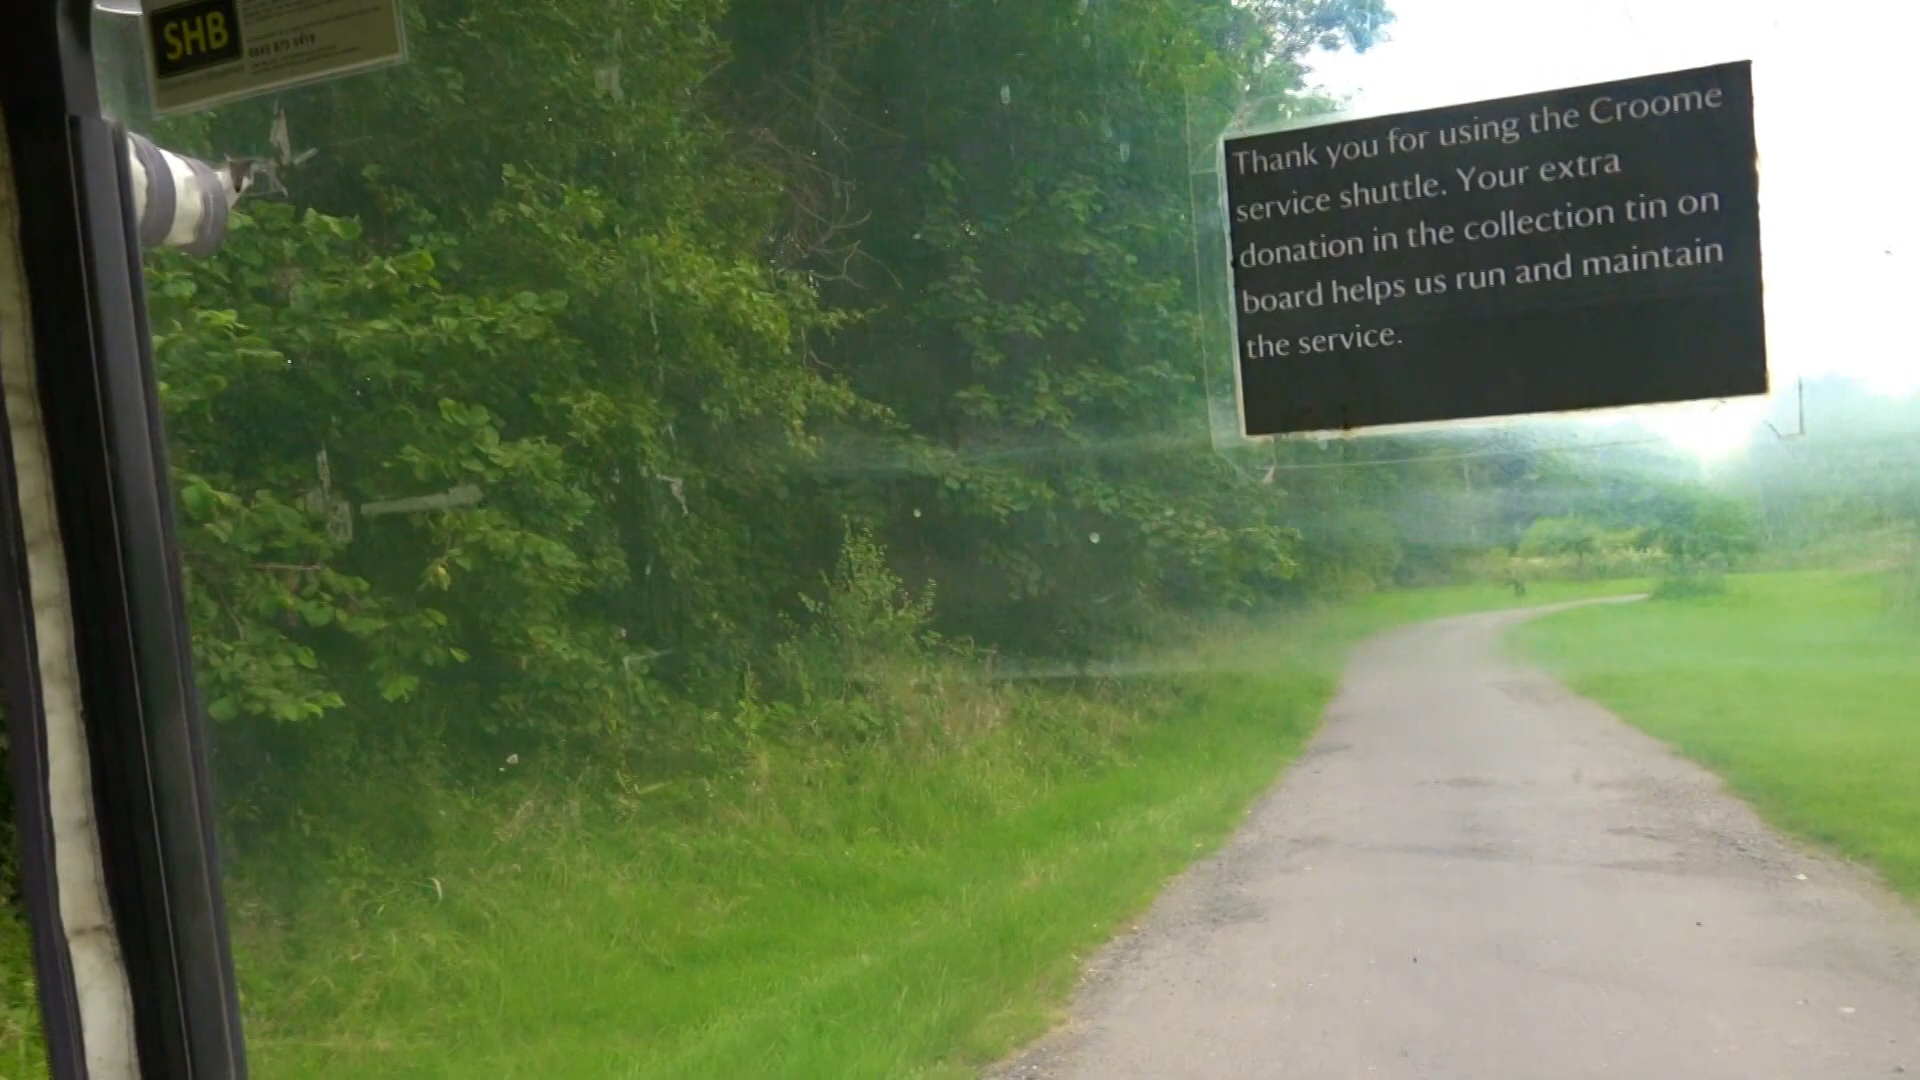 SHB
Thank you for using the Croome
service shuttle. Your extra
donation in the collection tin on
board helps us run and maintain
the service.